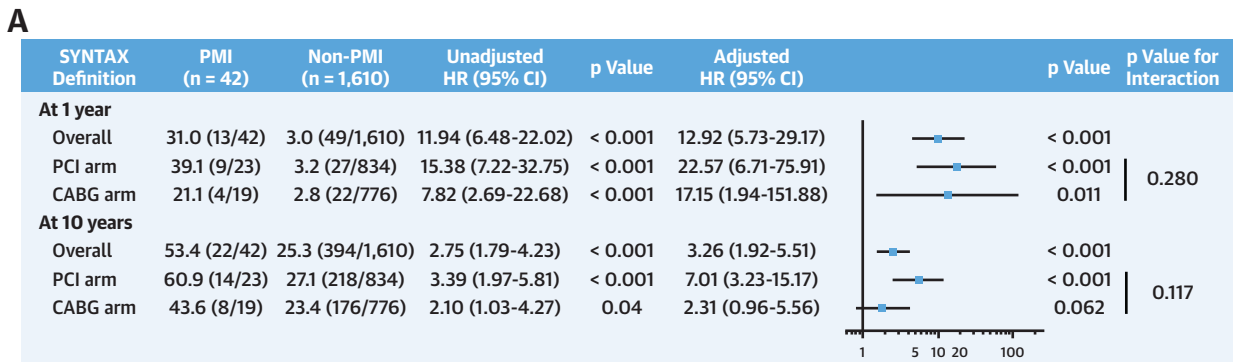 A
SYNTAX Definition PMI (n = 42) Non-PMI (n = 1,610) Unadjusted HR (95% CI) p Value Adjusted HR (95% CI) p Value p Value for Interaction
At 1 year
Overall 31.0 (13/42) 3.0 (49/1,610) 11.94 (6.48-22.02) < 0.001 12.92 (5.73-29.17) < 0.001
PCI arm 39.1 (9/23) 3.2 (27/834) 15.38 (7.22-32.75) < 0.001 22.57 (6.71-75.91) < 0.001
0.280
CABG arm 21.1 (4/19) 2.8 (22/776) 7.82 (2.69-22.68) < 0.001 17.15 (1.94-151.88) 0.011
At 10 years
Overall 53.4 (22/42) 25.3 (394/1,610) 2.75 (1.79-4.23) < 0.001 3.26 (1.92-5.51) < 0.001
PCI arm 60.9 (14/23) 27.1 (218/834) 3.39 (1.97-5.81) < 0.001 7.01 (3.23-15.17) < 0.001
0.117
CABG arm 43.6 (8/19) 23.4 (176/776) 2.10 (1.03-4.27) 0.04 2.31 (0.96-5.56) 0.062
1 5 10 20 100